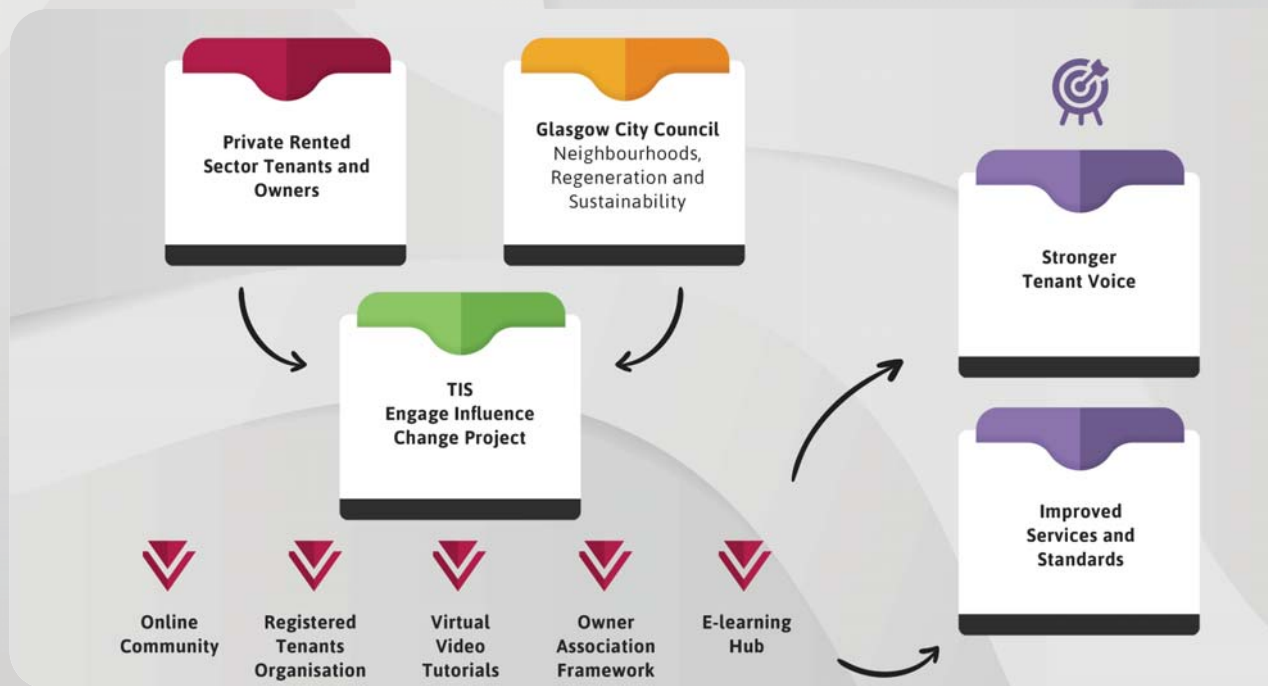 Private Rented
Sector Tenants and
Owners
Glasgow City Council
Neighbourhoods,
Regeneration and
Sustainability
TIS
Engage Influence
Change Project
Stronger
Tenant Voice
Improved
Services and
Standards
Online
Community
Registered
Tenants
Organisation
Virtual
Video
Tutorials
Owner
Association
Framework
E-learning
Hub